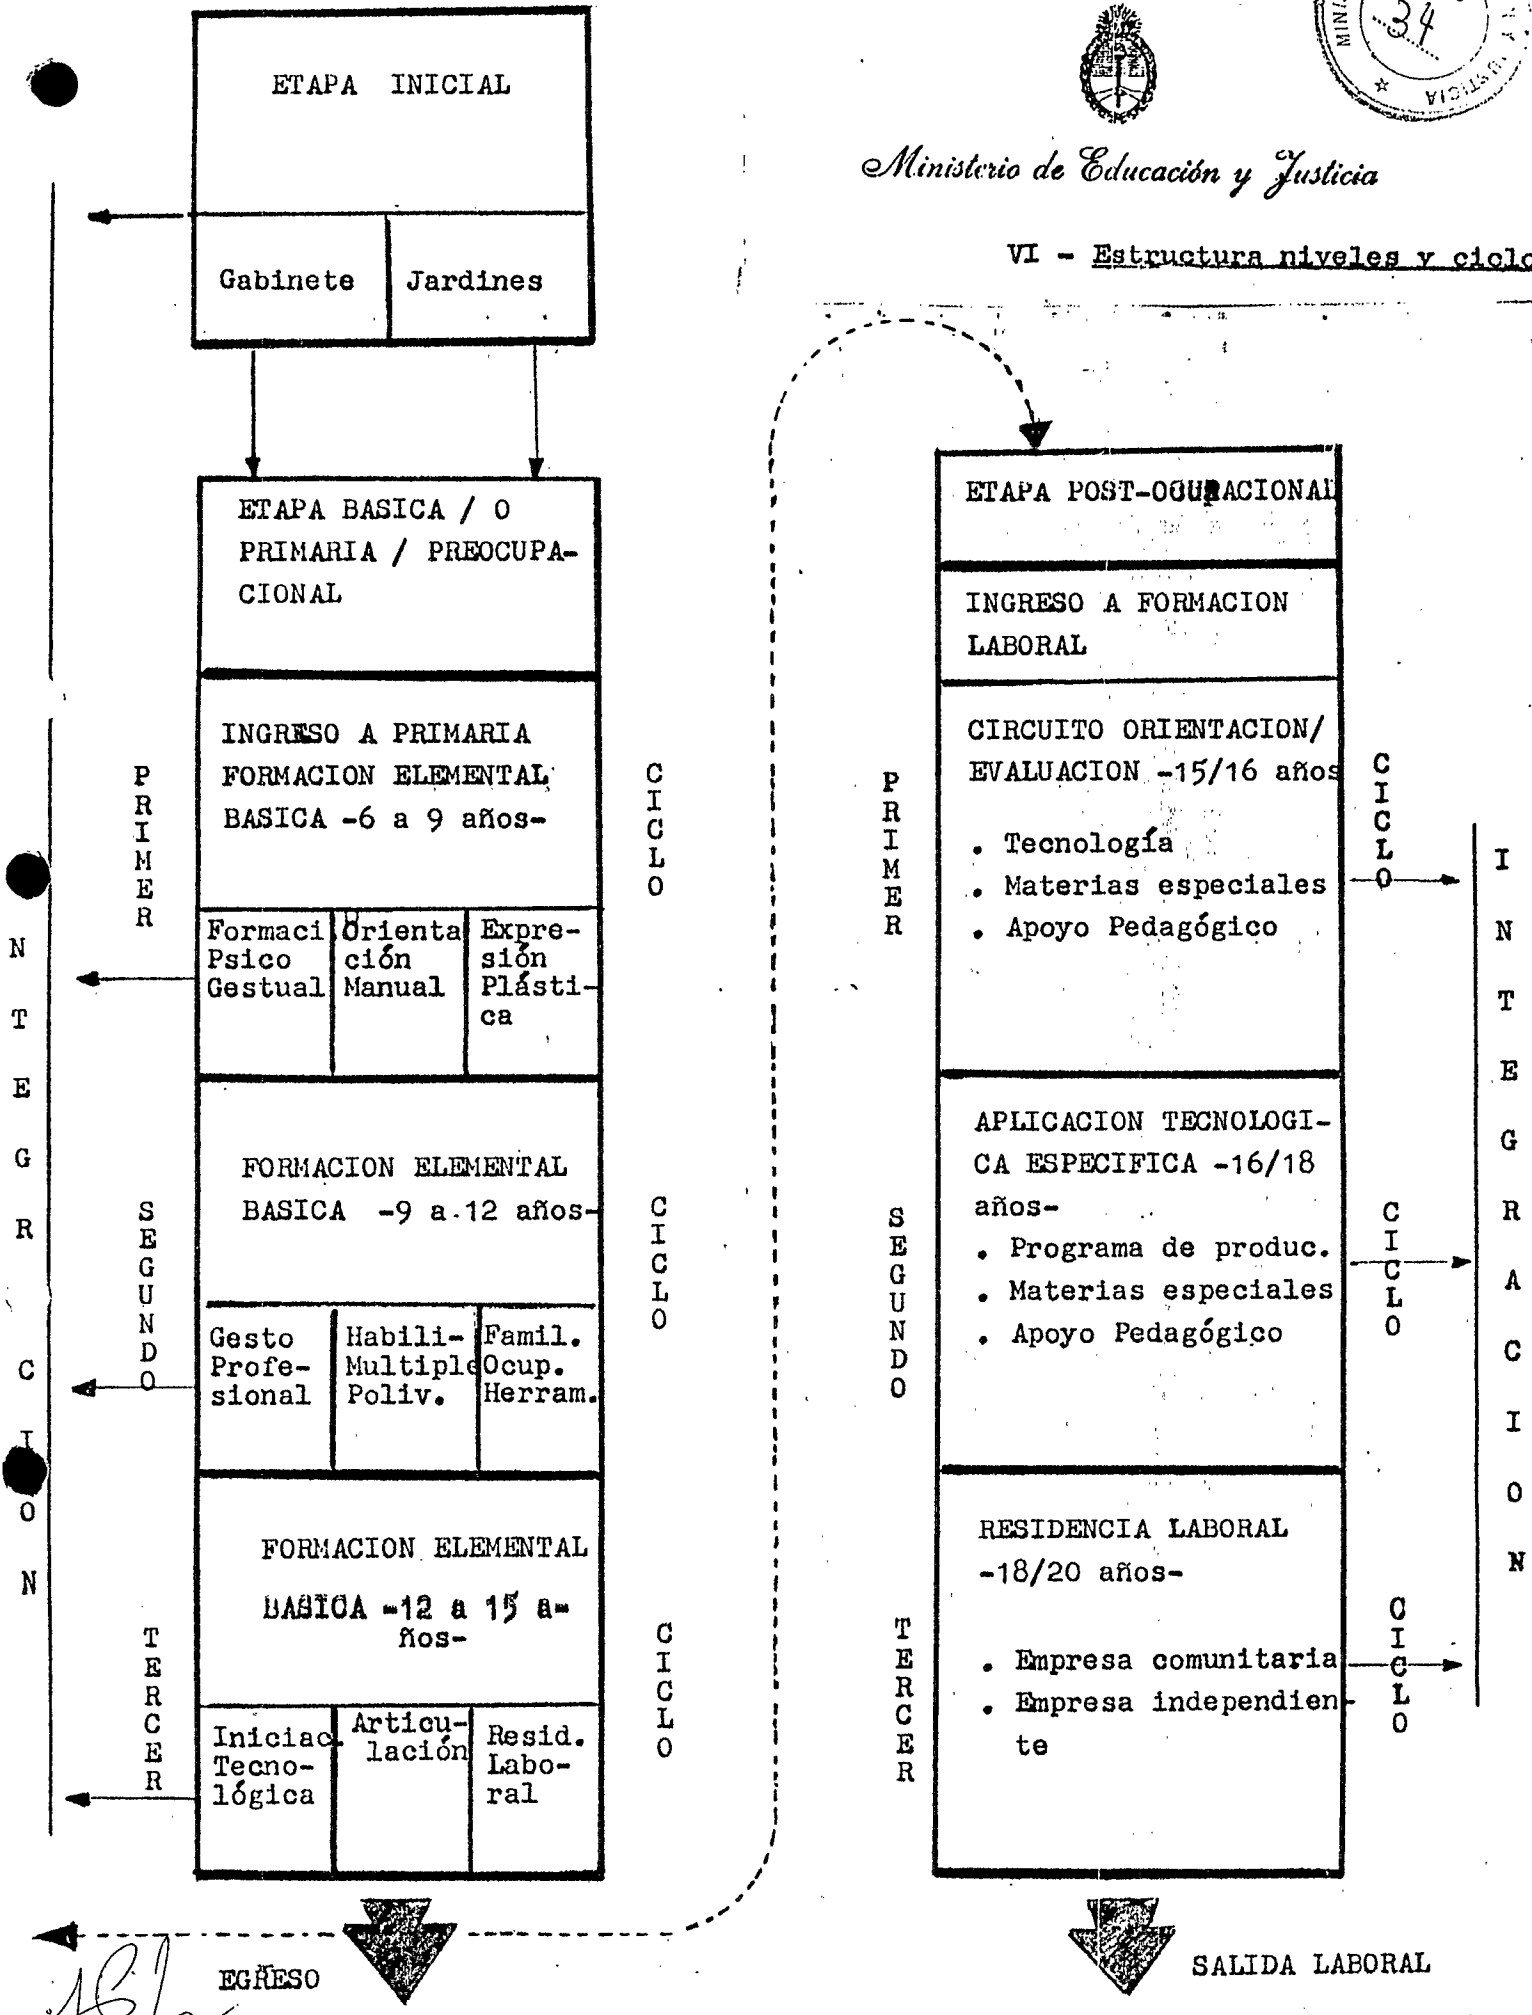 ETAPA INICIAL
Gabinete
Jardines
34
Ministerio de Educación y Justicia
VI - Estructura niveles y ciclo
ETAPA BASICA / O
PRIMARIA / PREOCUPA-
CIONAL
INGRESO A PRIMARIA
FORMACION ELEMENTAL
BASICA -6 a 9 años-
PRIMER
CICLO
Formaci
Psico
Gestual
Orienta
ción
Manual
Expre-
sión
Plásti-
ca
FORMACION ELEMENTAL
BASICA -9 a 12 años-
SEGUNDO
CICLO
Gesto
Profe-
sional
Habili-
Multiple
Poliv.
Famil.
Ocup.
Herram.
FORMACION ELEMENTAL
BASICA -12 a 15 a-
ños-
TERCER
CICLO
Iniciac.
Tecno-
lógica
Articu-
lación
Resid.
Labo-
ral
NTEGR CION
EGRESO
ETAPA POST-OCUPACIONAL
INGRESO A FORMACION
LABORAL
CIRCUITO ORIENTACION/
EVALUACION -15/16 años
. Tecnología
. Materias especiales
. Apoyo Pedagógico
PRIMER
CICLO
APLICACION TECNOLOGI-
CA ESPECIFICA -16/18
años-
. Programa de produc.
. Materias especiales
. Apoyo Pedagógico
SEGUNDO
CICLO
RESIDENCIA LABORAL
-18/20 años-
. Empresa comunitaria
. Empresa independien-
te
TERCER
CICLO
INTEGRACION
SALIDA LABORAL